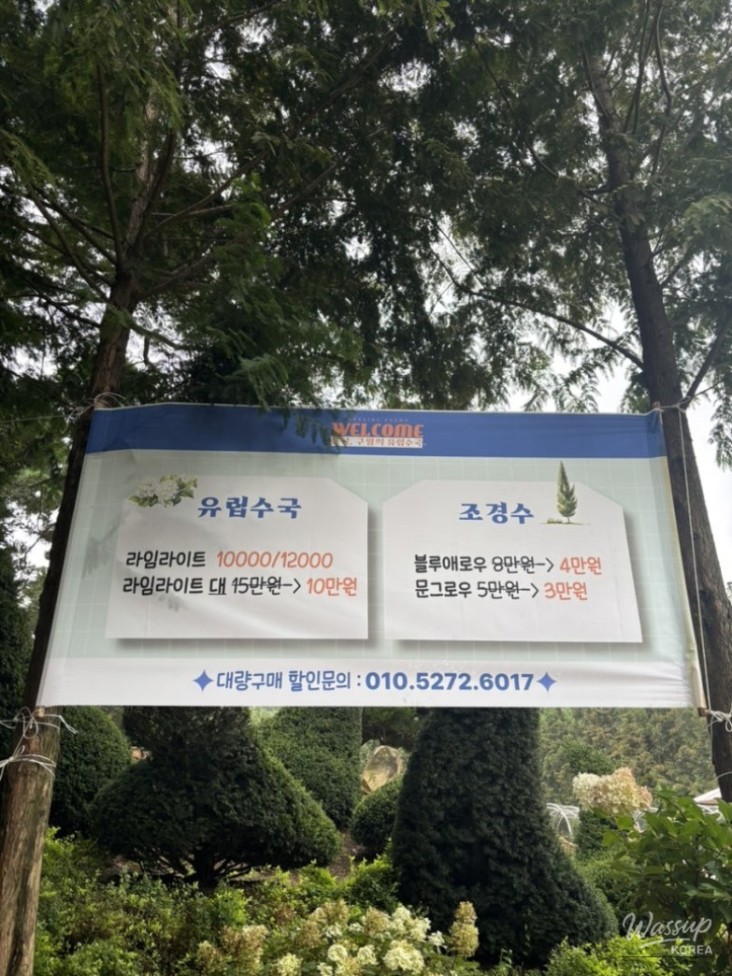 WELCOME
유럽수국
라임라이트 10000/12000
라임라이트 대 15만원-> 10만원
조경수
블루애로우 8만원-> 4만원
문그로우 5만원-> 3만원
대량구매 할인문의 : 010.5272.6017
Wassup
KOREA